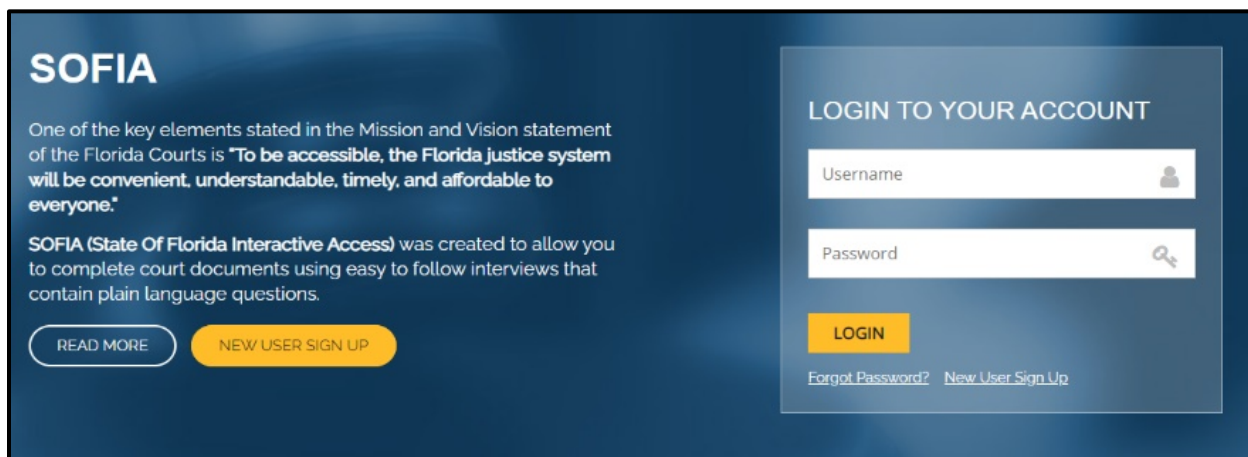 SOFIA
One of the key elements stated in the Mission and Vision statement
of the Florida Courts is "To be accessible, the Florida justice system
will be convenient, understandable, timely, and affordable to
everyone."
SOFIA (State Of Florida Interactive Access) was created to allow you
to complete court documents using easy to follow interviews that
contain plain language questions.
READ MORE
NEW USER SIGN UP
LOGIN TO YOUR ACCOUNT
Username
Password
LOGIN
Forgot Password? New User Sign Up